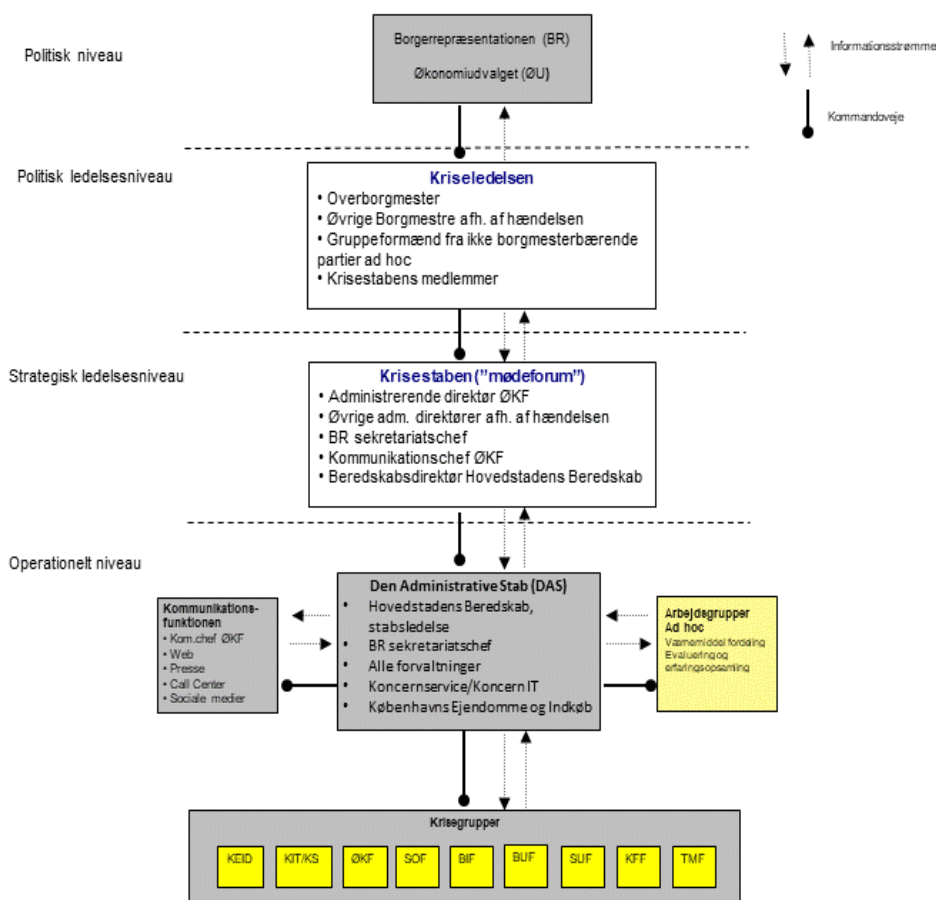 Politisk niveau
Borgerrepræsentationen (BR)
Økonomiudvalget (ØU)
Informationsstrømme
Kommandoveje
Politisk ledelsesniveau
Kriseledelsen
• Overborgmester
• Øvrige Borgmestre afh. af hændelsen
• Gruppeformænd fra ikke borgmesterbærende
partier ad hoc
• Krisestabens medlemmer
Strategisk ledelsesniveau
Krisestaben ("mødeforum")
• Administrerende direktør ØKF
• Øvrige adm. direktører afh. af hændelsen
• BR sekretariatschef
• Kommunikationschef ØKF
• Beredskabsdirektør Hovedstadens Beredskab
Operationelt niveau
Kommunikations-
funktionen
• Kom.chef ØKF
• Web
• Presse
• Call Center
• Sociale medier
Den Administrative Stab (DAS)
• Hovedstadens Beredskab,
stabsledelse
• BR sekretariatschef
• Alle forvaltninger
• Koncernservice/Koncern IT
• Københavns Ejendomme og Indkøb
Arbejdsgrupper
Ad hoc
Værnemiddel fordeling
Evaluering og
erfaringsopsamling
Krisegrupper
KEID
KIT/KS
ØKF
SOF
BIF
BUF
SUF
KFF
TMF